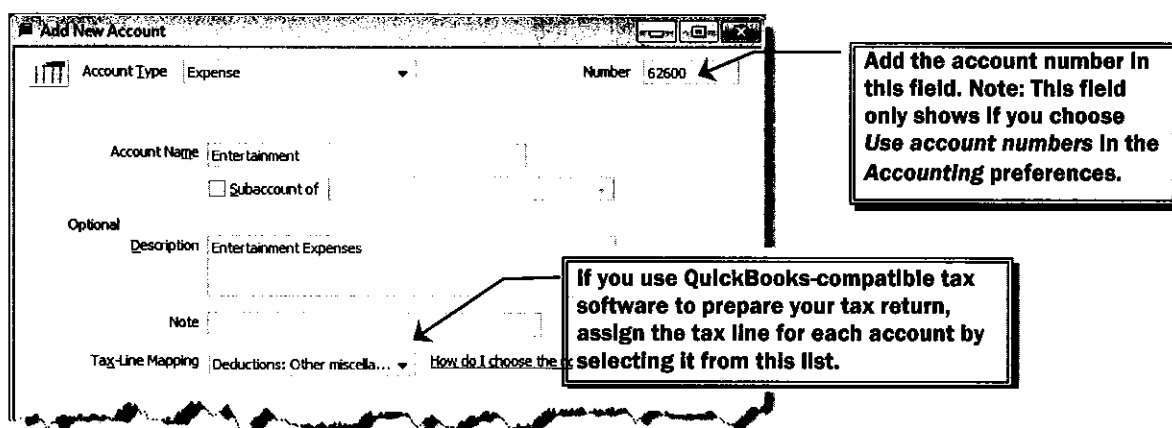 Add New Account
Account Type Expense Number 62600
Add the account number in
this field. Note: This field
only shows if you choose
Use account numbers in the
Accounting preferences.
Account Name Entertainment
Subaccount of
Optional
Description Entertainment Expenses
If you use QuickBooks-compatible tax
software to prepare your tax return,
assign the tax line for each account by
selecting it from this list.
Note
Tax-Line Mapping Deductions: Other miscella... How do I choose the